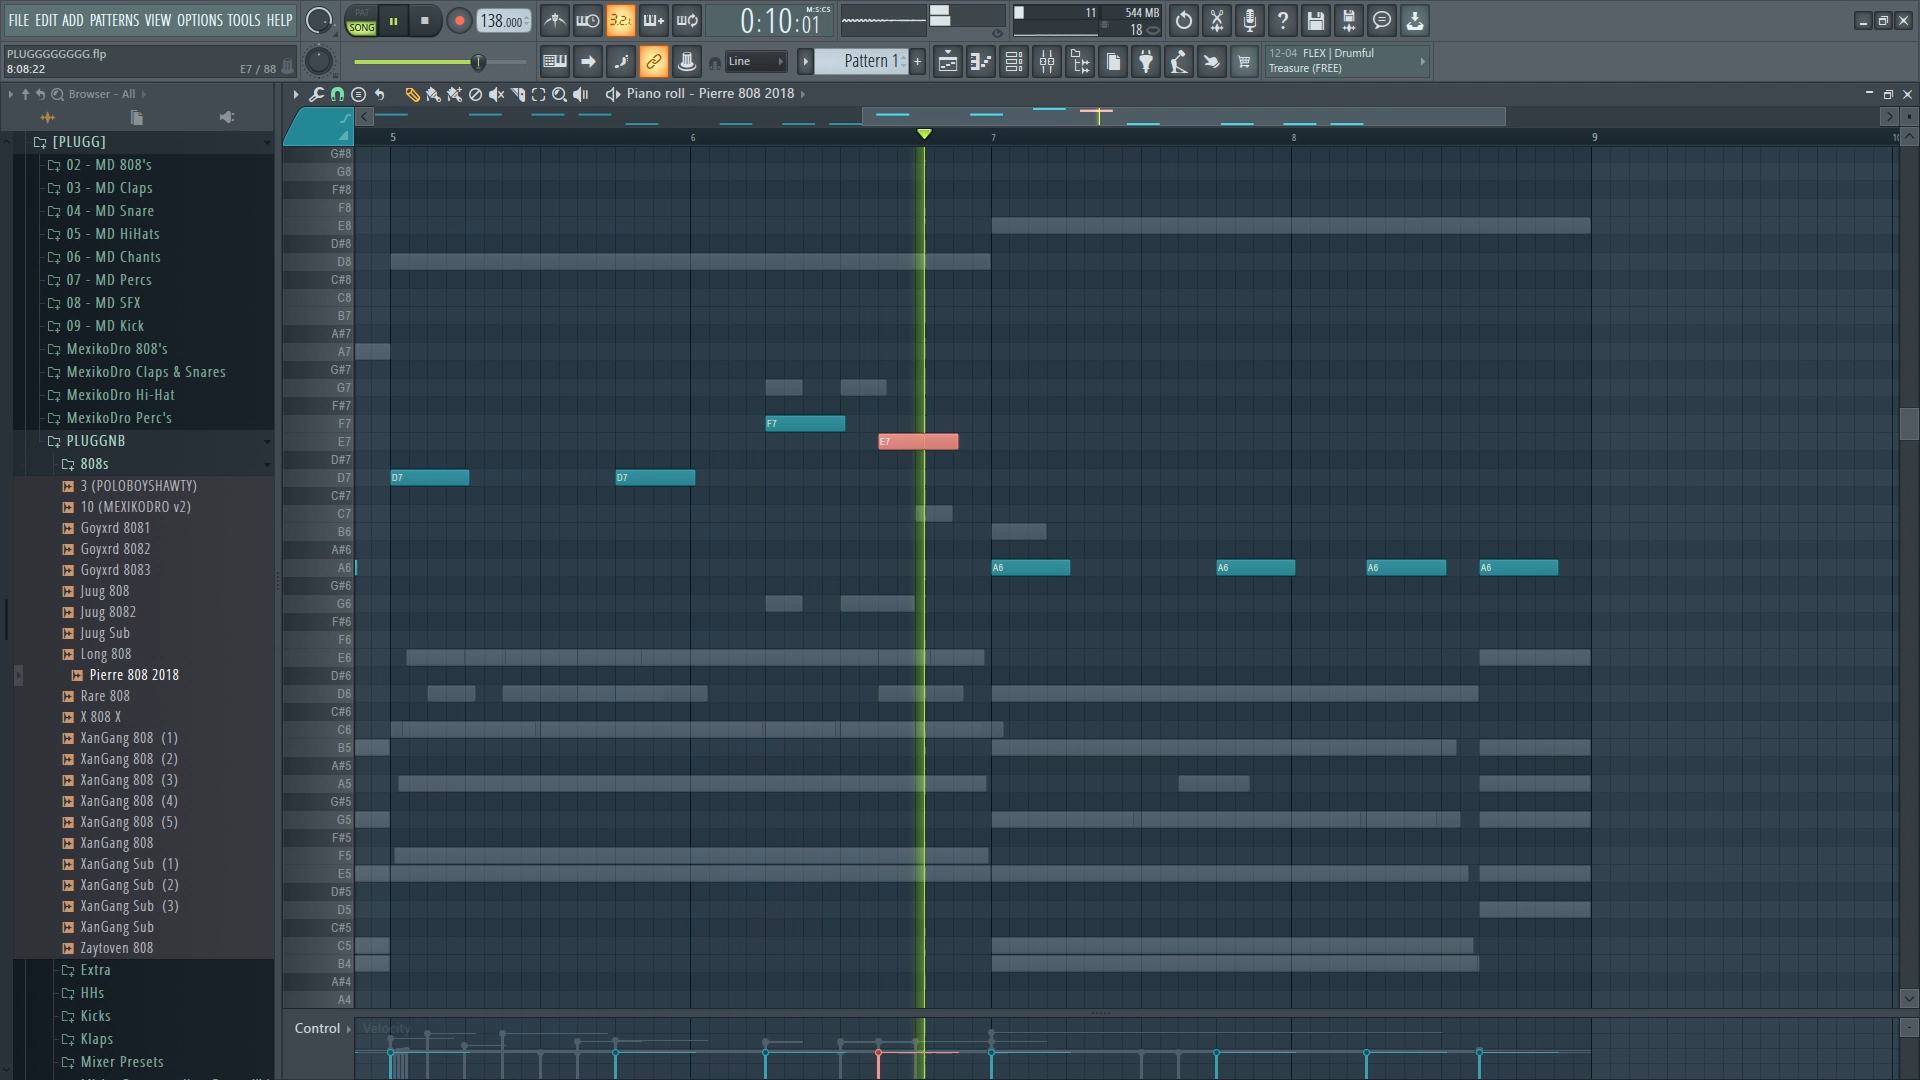 FILE EDIT ADD PATTERNS VIEW OPTIONS TOOLS HELP
PAT
SONG
3.2.
138.000
0:10:01
M:S:CS
11
544 MB
18
PLUGGGGGGGG.flp
8:08:22
E7 / 88
Line
Pattern 1
12-04 FLEX | Drumful
Treasure (FREE)
Browser - All
Piano roll - Pierre 808 2018
[PLUGG]
02 - MD 808's
03 - MD Claps
04 - MD Snare
05 - MD HiHats
06 - MD Chants
07 - MD Percs
08 - MD SFX
09 - MD Kick
MexikoDro 808's
MexikoDro Claps & Snares
MexikoDro Hi-Hat
MexikoDro Perc's
PLUGGNB
808s
3 (POLOBOYSHAWTY)
10 (MEXIKODRO v2)
Goyxrd 8081
Goyxrd 8082
Goyxrd 8083
Juug 808
Juug 8082
Juug Sub
Long 808
Pierre 808 2018
Rare 808
X 808 X
XanGang 808 (1)
XanGang 808 (2)
XanGang 808 (3)
XanGang 808 (4)
XanGang 808 (5)
XanGang 808
XanGang Sub (1)
XanGang Sub (2)
XanGang Sub (3)
XanGang Sub
Zaytoven 808
Extra
HHs
Kicks
Klaps
Mixer Presets
5 6 7 8 9 10
G#8
G8
F#8
F8
E8
D#8
D8
C#8
C8
B7
A#7
A7
G#7
G7
F#7
F7 F7
E7 E7
D#7
D7 D7 D7
C#7
C7
B6
A#6
A6 A6 A6 A6 A6
G#6
G6
F#6
F6
E6
D#6
D6
C#6
C6
B5
A#5
A5
G#5
G5
F#5
F5
E5
D#5
D5
C#5
C5
B4
A#4
A4
Control
Velocity